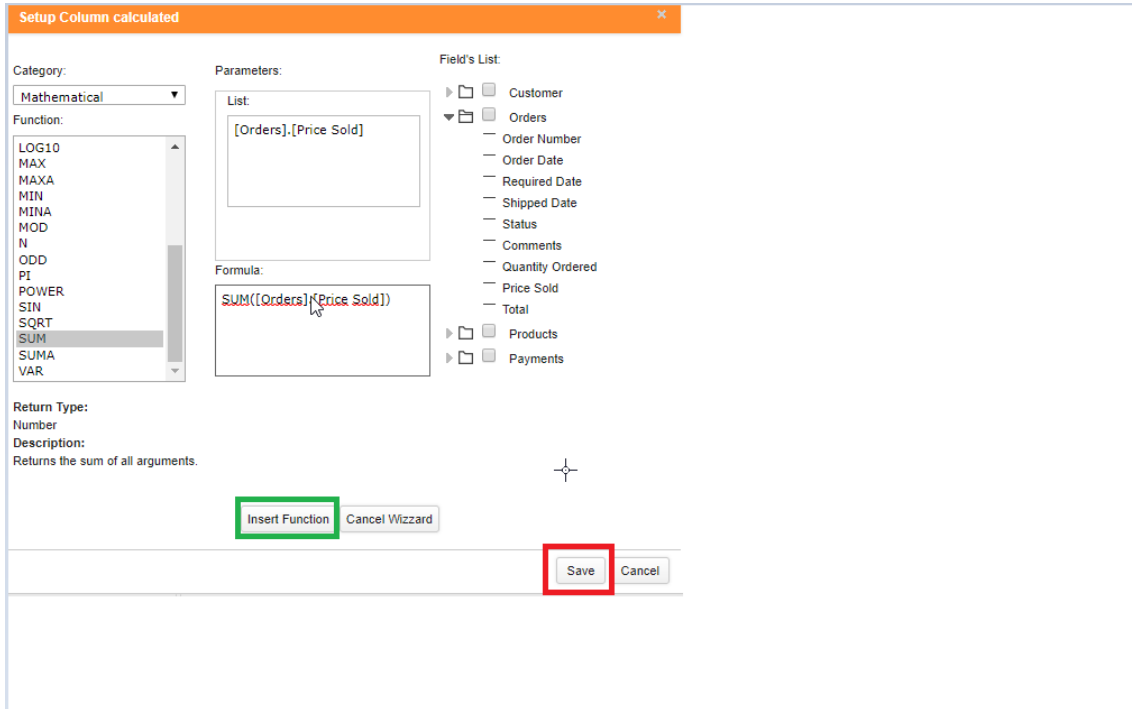 Setup Column calculated
×
Category:
Mathematical
Function:
LOG10
MAX
MAXA
MIN
MINA
MOD
N
ODD
PI
POWER
SIN
SQRT
SUM
SUMA
VAR
Parameters:
List:
[Orders].[Price Sold]
Formula:
SUM([Orders].[Price Sold])
Field's List:
Customer
Orders
Order Number
Order Date
Required Date
Shipped Date
Status
Comments
Quantity Ordered
Price Sold
Total
Products
Payments
Return Type:
Number
Description:
Returns the sum of all arguments.
Insert Function
Cancel Wizzard
Save
Cancel